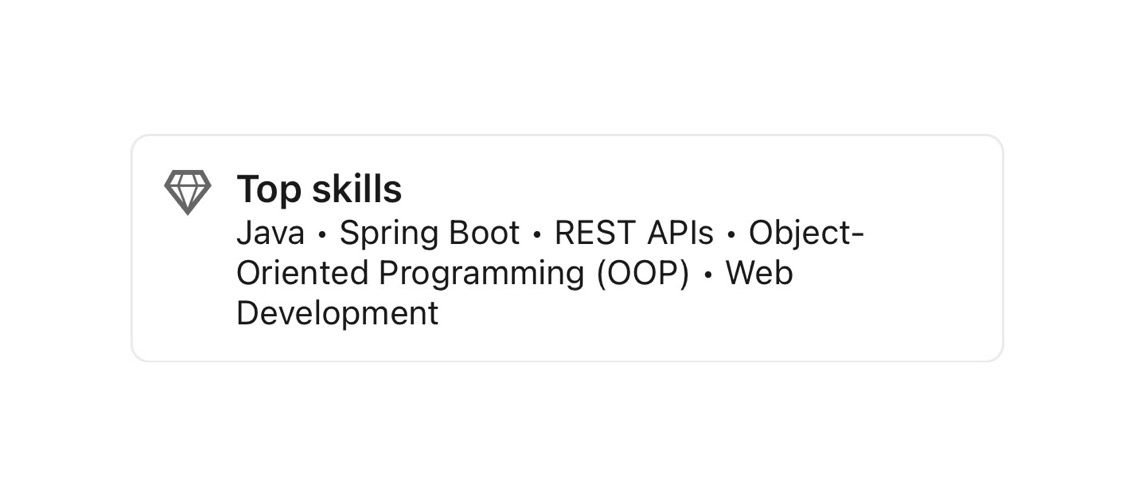 Top skills
Java • Spring Boot • REST APIs • Object-
Oriented Programming (OOP) • Web
Development